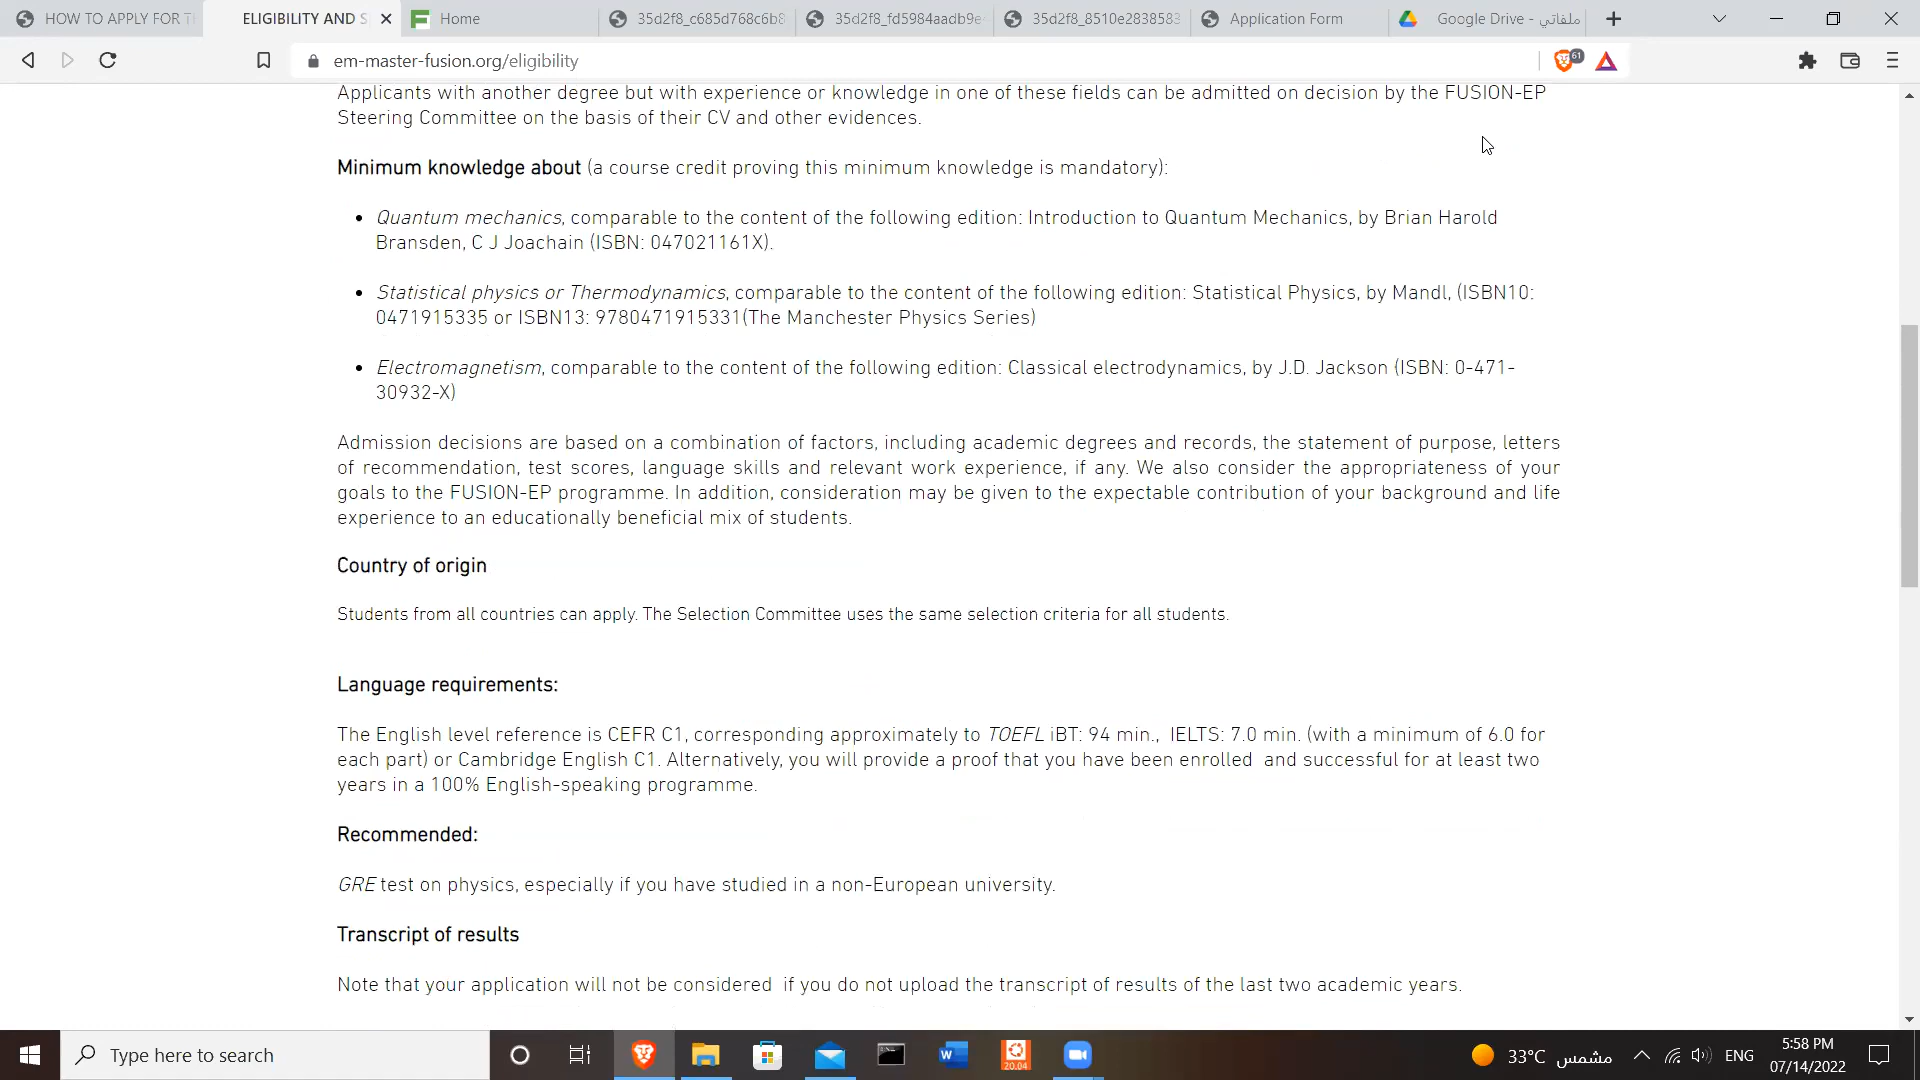 HOW TO APPLY FOR T
ELIGIBILITY AND S
Home
35d2f8_c685d768c6b8
35d2f8_fd5984aadb9e
35d2f8_8510e2838583
Application Form
ملفاتي - Google Drive
em-master-fusion.org/eligibility
61
Applicants with another degree but with experience or knowledge in one of these fields can be admitted on decision by the FUSION-EP
Steering Committee on the basis of their CV and other evidences.
Minimum knowledge about (a course credit proving this minimum knowledge is mandatory):
• Quantum mechanics, comparable to the content of the following edition: Introduction to Quantum Mechanics, by Brian Harold
Bransden, C J Joachain (ISBN: 047021161X).
• Statistical physics or Thermodynamics, comparable to the content of the following edition: Statistical Physics, by Mandl, (ISBN10:
0471915335 or ISBN13: 9780471915331(The Manchester Physics Series)
• Electromagnetism, comparable to the content of the following edition: Classical electrodynamics, by J.D. Jackson (ISBN: 0-471-
30932-X)
Admission decisions are based on a combination of factors, including academic degrees and records, the statement of purpose, letters
of recommendation, test scores, language skills and relevant work experience, if any. We also consider the appropriateness of your
goals to the FUSION-EP programme. In addition, consideration may be given to the expectable contribution of your background and life
experience to an educationally beneficial mix of students.
Country of origin
Students from all countries can apply. The Selection Committee uses the same selection criteria for all students.
Language requirements:
The English level reference is CEFR C1, corresponding approximately to TOEFL iBT: 94 min., IELTS: 7.0 min. (with a minimum of 6.0 for
each part) or Cambridge English C1. Alternatively, you will provide a proof that you have been enrolled and successful for at least two
years in a 100% English-speaking programme.
Recommended:
GRE test on physics, especially if you have studied in a non-European university.
Transcript of results
Note that your application will not be considered if you do not upload the transcript of results of the last two academic years.
Type here to search
20.04
33°C مشمس
ENG
5:58 PM
07/14/2022